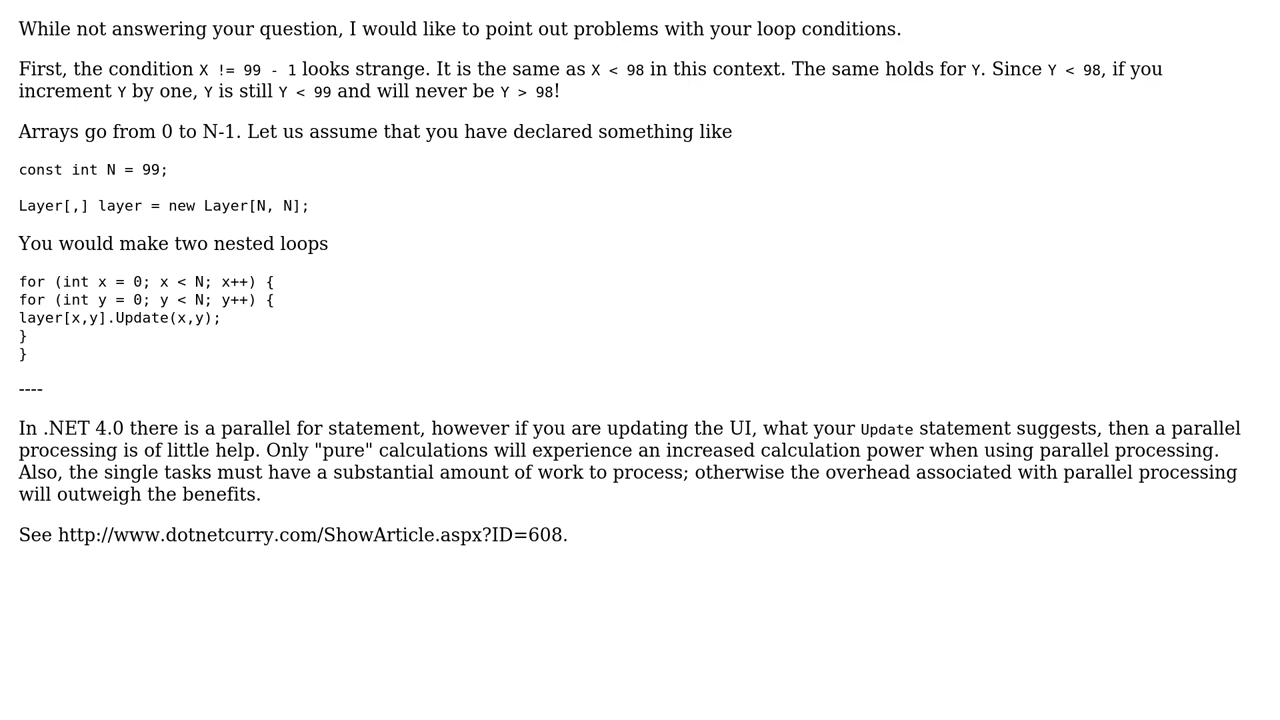 While not answering your question, I would like to point out problems with your loop conditions.
First, the condition X != 99 - 1 looks strange. It is the same as X < 98 in this context. The same holds for Y. Since Y < 98, if you
increment Y by one, Y is still Y < 99 and will never be Y > 98!
Arrays go from 0 to N-1. Let us assume that you have declared something like
const int N = 99;
Layer[,] layer = new Layer[N, N];
You would make two nested loops
for (int x = 0; x < N; x++) {
for (int y = 0; y < N; y++) {
layer[x,y].Update(x,y);
}
}
----
In .NET 4.0 there is a parallel for statement, however if you are updating the UI, what your Update statement suggests, then a parallel
processing is of little help. Only "pure" calculations will experience an increased calculation power when using parallel processing.
Also, the single tasks must have a substantial amount of work to process; otherwise the overhead associated with parallel processing
will outweigh the benefits.
See http://www.dotnetcurry.com/ShowArticle.aspx?ID=608.